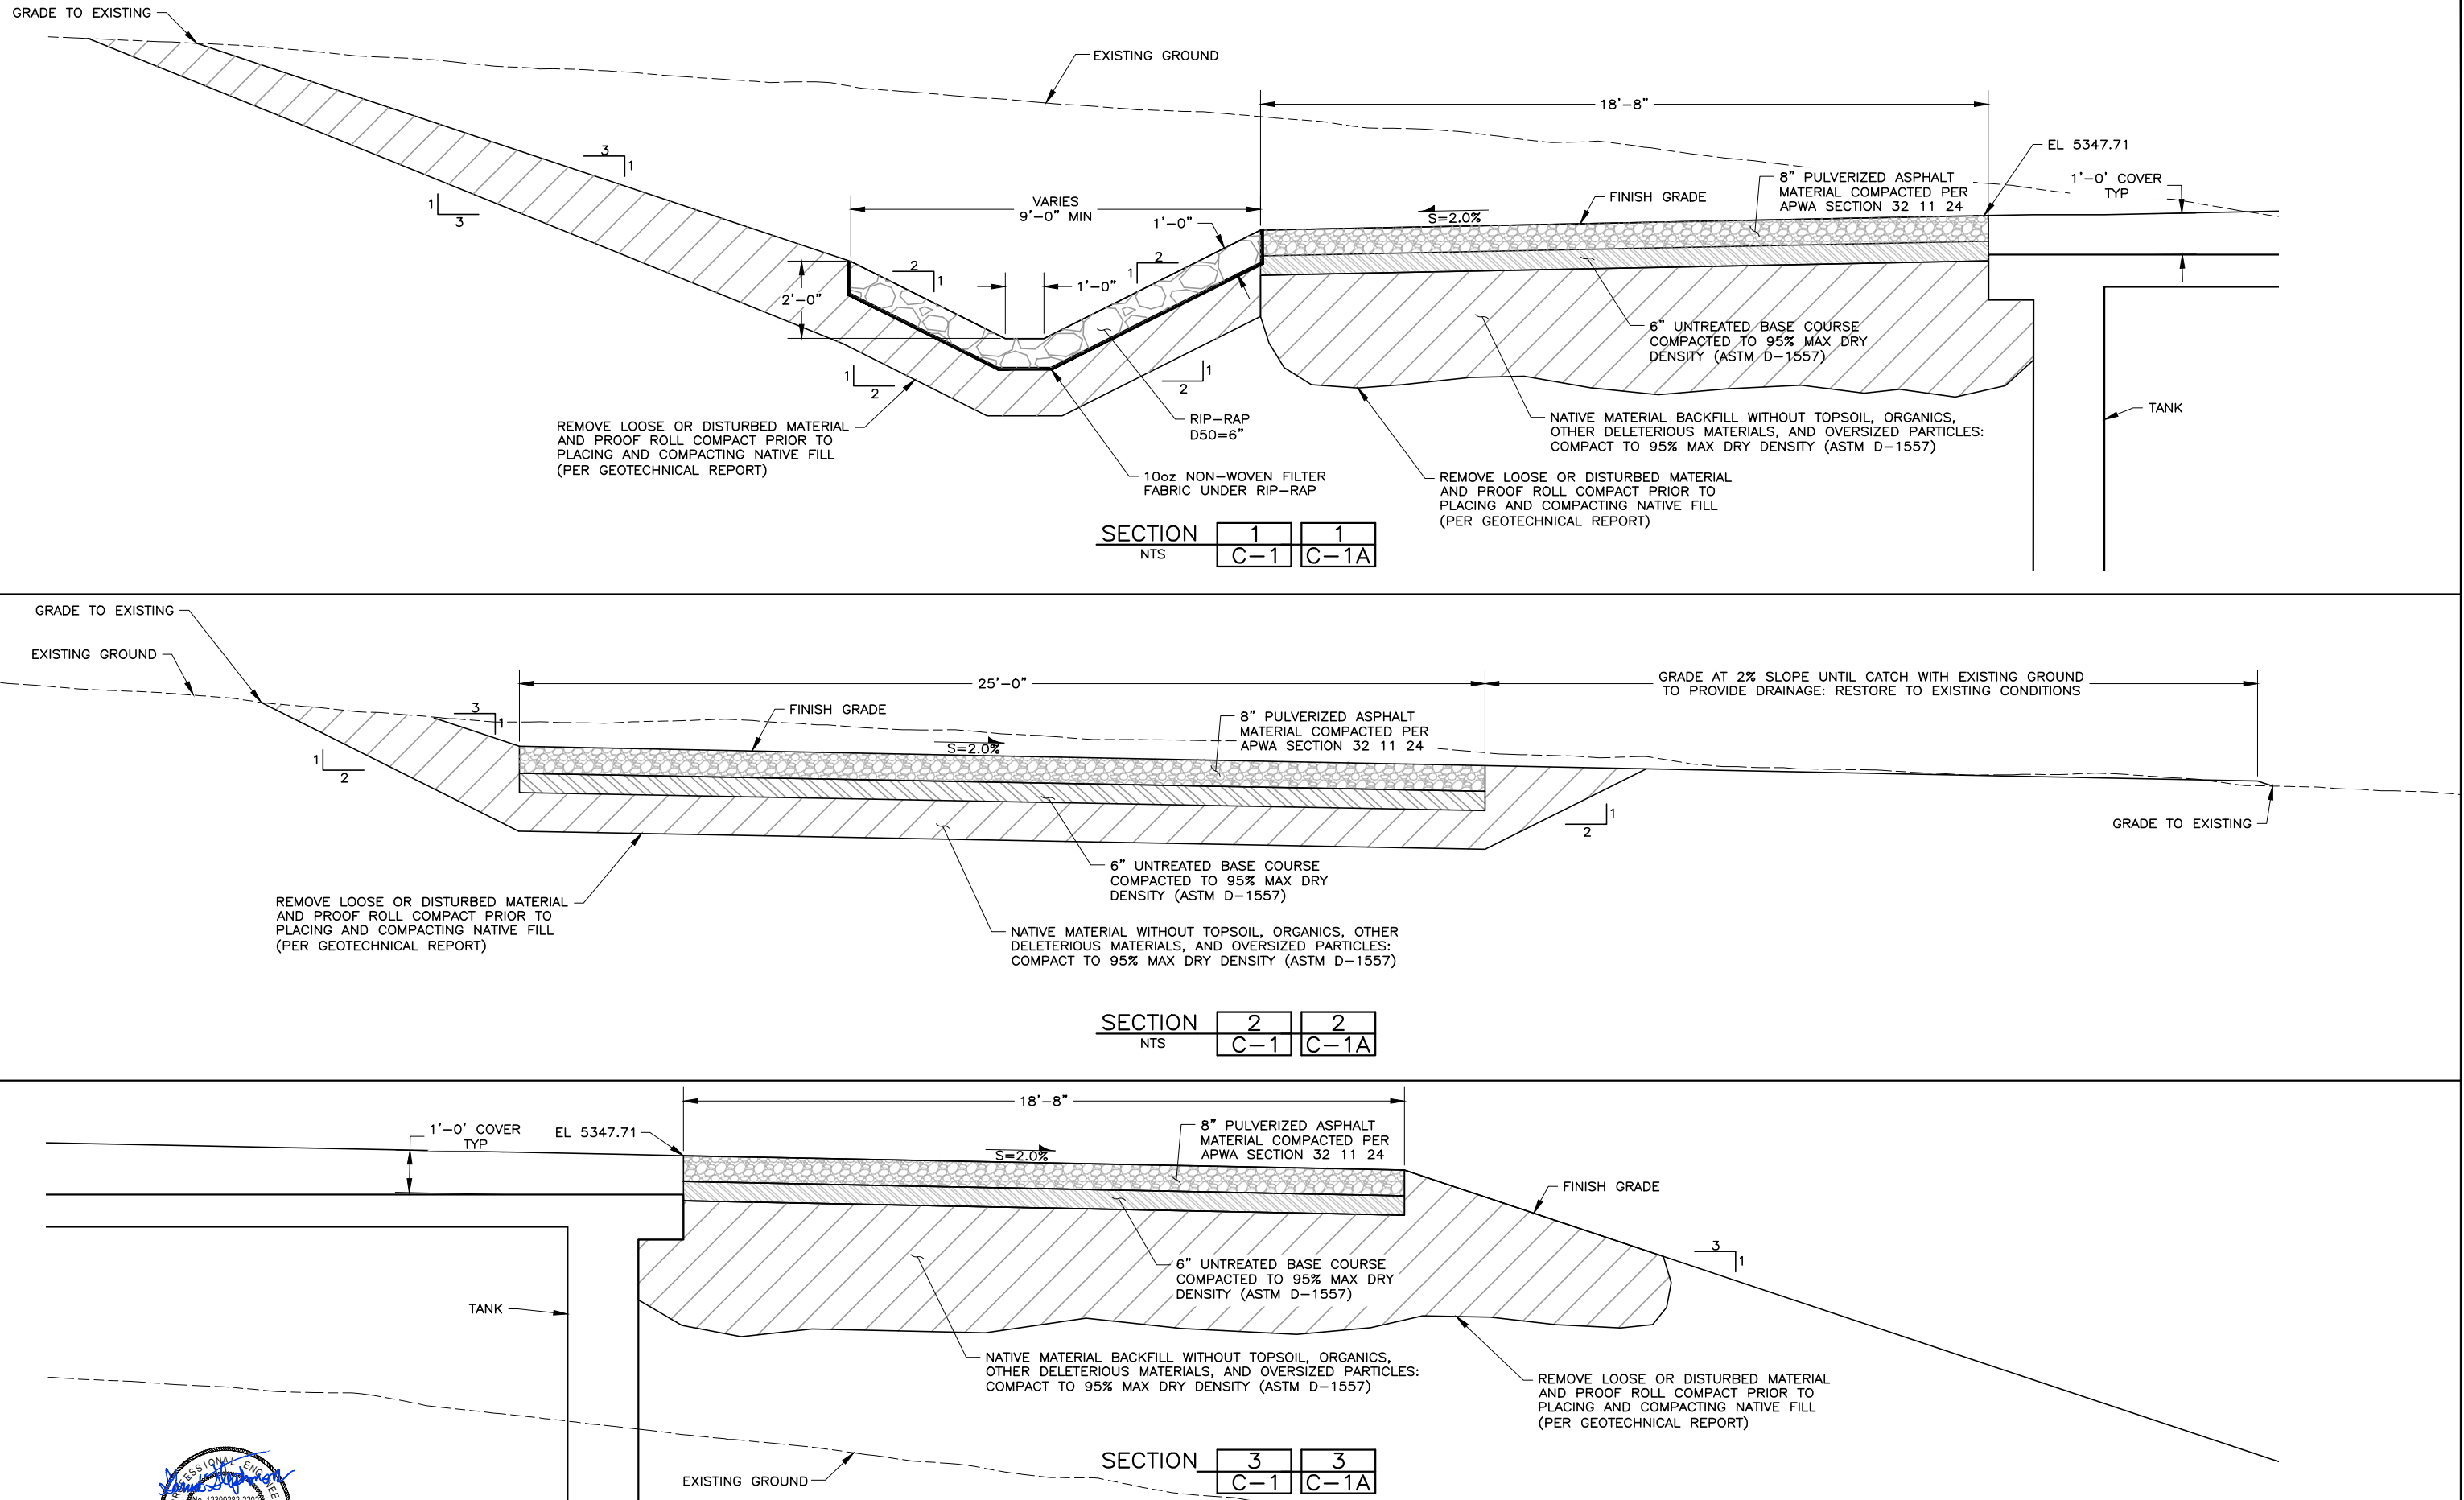 GRADE TO EXISTING
EXISTING GROUND
18'-8"
EL 5347.71
3
1
1
3
VARIES
9'-0" MIN
1'-0"
S=2.0%
FINISH GRADE
8" PULVERIZED ASPHALT
MATERIAL COMPACTED PER
APWA SECTION 32 11 24
1'-0' COVER
TYP
2
1
2
1
2'-0"
1'-0"
1
2
1
2
6" UNTREATED BASE COURSE
COMPACTED TO 95% MAX DRY
DENSITY (ASTM D-1557)
REMOVE LOOSE OR DISTURBED MATERIAL
AND PROOF ROLL COMPACT PRIOR TO
PLACING AND COMPACTING NATIVE FILL
(PER GEOTECHNICAL REPORT)
RIP-RAP
D50=6"
NATIVE MATERIAL BACKFILL WITHOUT TOPSOIL, ORGANICS,
OTHER DELETERIOUS MATERIALS, AND OVERSIZED PARTICLES:
COMPACT TO 95% MAX DRY DENSITY (ASTM D-1557)
TANK
10oz NON-WOVEN FILTER
FABRIC UNDER RIP-RAP
REMOVE LOOSE OR DISTURBED MATERIAL
AND PROOF ROLL COMPACT PRIOR TO
PLACING AND COMPACTING NATIVE FILL
(PER GEOTECHNICAL REPORT)
SECTION 1 1
NTS C-1 C-1A
GRADE TO EXISTING
EXISTING GROUND
25'-0"
GRADE AT 2% SLOPE UNTIL CATCH WITH EXISTING GROUND
TO PROVIDE DRAINAGE: RESTORE TO EXISTING CONDITIONS
3
1
FINISH GRADE
S=2.0%
8" PULVERIZED ASPHALT
MATERIAL COMPACTED PER
APWA SECTION 32 11 24
1
2
1
2
GRADE TO EXISTING
6" UNTREATED BASE COURSE
COMPACTED TO 95% MAX DRY
DENSITY (ASTM D-1557)
REMOVE LOOSE OR DISTURBED MATERIAL
AND PROOF ROLL COMPACT PRIOR TO
PLACING AND COMPACTING NATIVE FILL
(PER GEOTECHNICAL REPORT)
NATIVE MATERIAL WITHOUT TOPSOIL, ORGANICS, OTHER
DELETERIOUS MATERIALS, AND OVERSIZED PARTICLES:
COMPACT TO 95% MAX DRY DENSITY (ASTM D-1557)
SECTION 2 2
NTS C-1 C-1A
18'-8"
1'-0' COVER
TYP
EL 5347.71
S=2.0%
8" PULVERIZED ASPHALT
MATERIAL COMPACTED PER
APWA SECTION 32 11 24
FINISH GRADE
3
1
6" UNTREATED BASE COURSE
COMPACTED TO 95% MAX DRY
DENSITY (ASTM D-1557)
TANK
NATIVE MATERIAL BACKFILL WITHOUT TOPSOIL, ORGANICS,
OTHER DELETERIOUS MATERIALS, AND OVERSIZED PARTICLES:
COMPACT TO 95% MAX DRY DENSITY (ASTM D-1557)
REMOVE LOOSE OR DISTURBED MATERIAL
AND PROOF ROLL COMPACT PRIOR TO
PLACING AND COMPACTING NATIVE FILL
(PER GEOTECHNICAL REPORT)
EXISTING GROUND
SECTION 3 3
C-1 C-1A